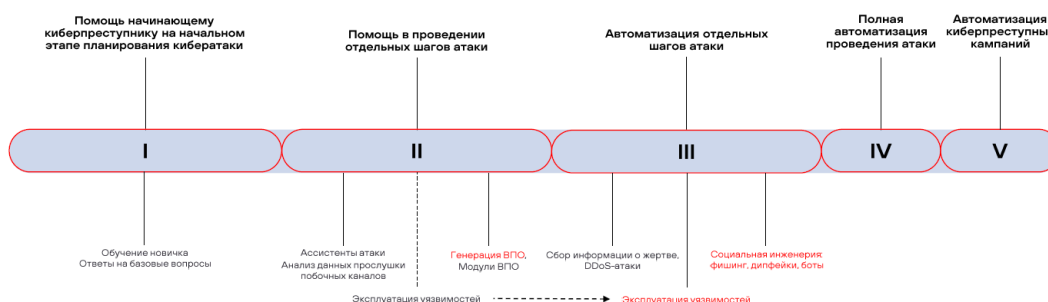 Помощь начинающему
киберпреступнику на начальном
этапе планирования кибератаки
Помощь в проведении
отдельных шагов атаки
Автоматизация отдельных
шагов атаки
Полная
автоматизация
проведения атаки
Автоматизация
киберпреступны
кампаний
I
II
III
IV
V
Обучение новичка
Ответы на базовые вопросы
Ассистенты атаки
Анализ данных прослушки
побочных каналов
Генерация ВПО,
Модули ВПО
Сбор информации о жертве,
DDoS-атаки
Социальная инженерия:
фишинг, дипфейки, боты
Эксплуатация уязвимостей
Эксплуатация уязвимостей